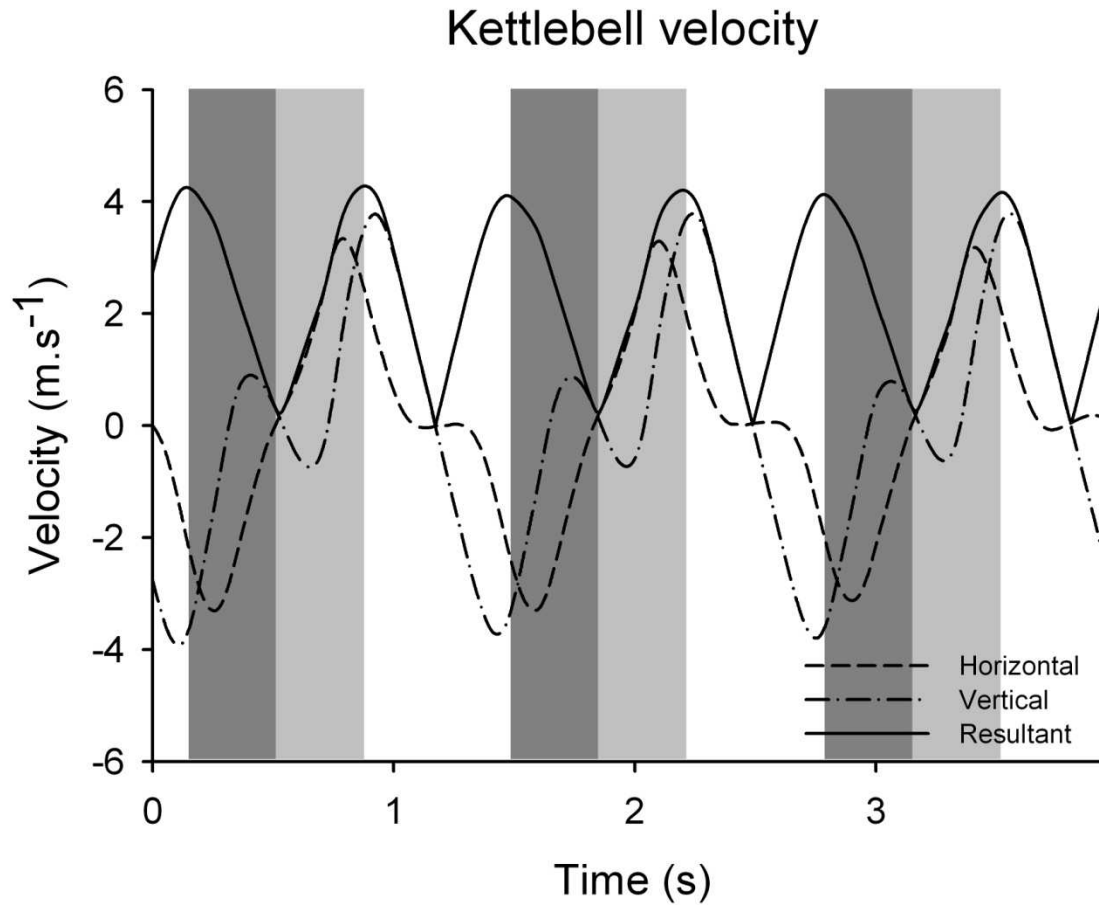 Kettlebell velocity
6
4
2
0
-2
-4
-6
Velocity (m.s⁻¹)
Horizontal
Vertical
Resultant
0 1 2 3
Time (s)